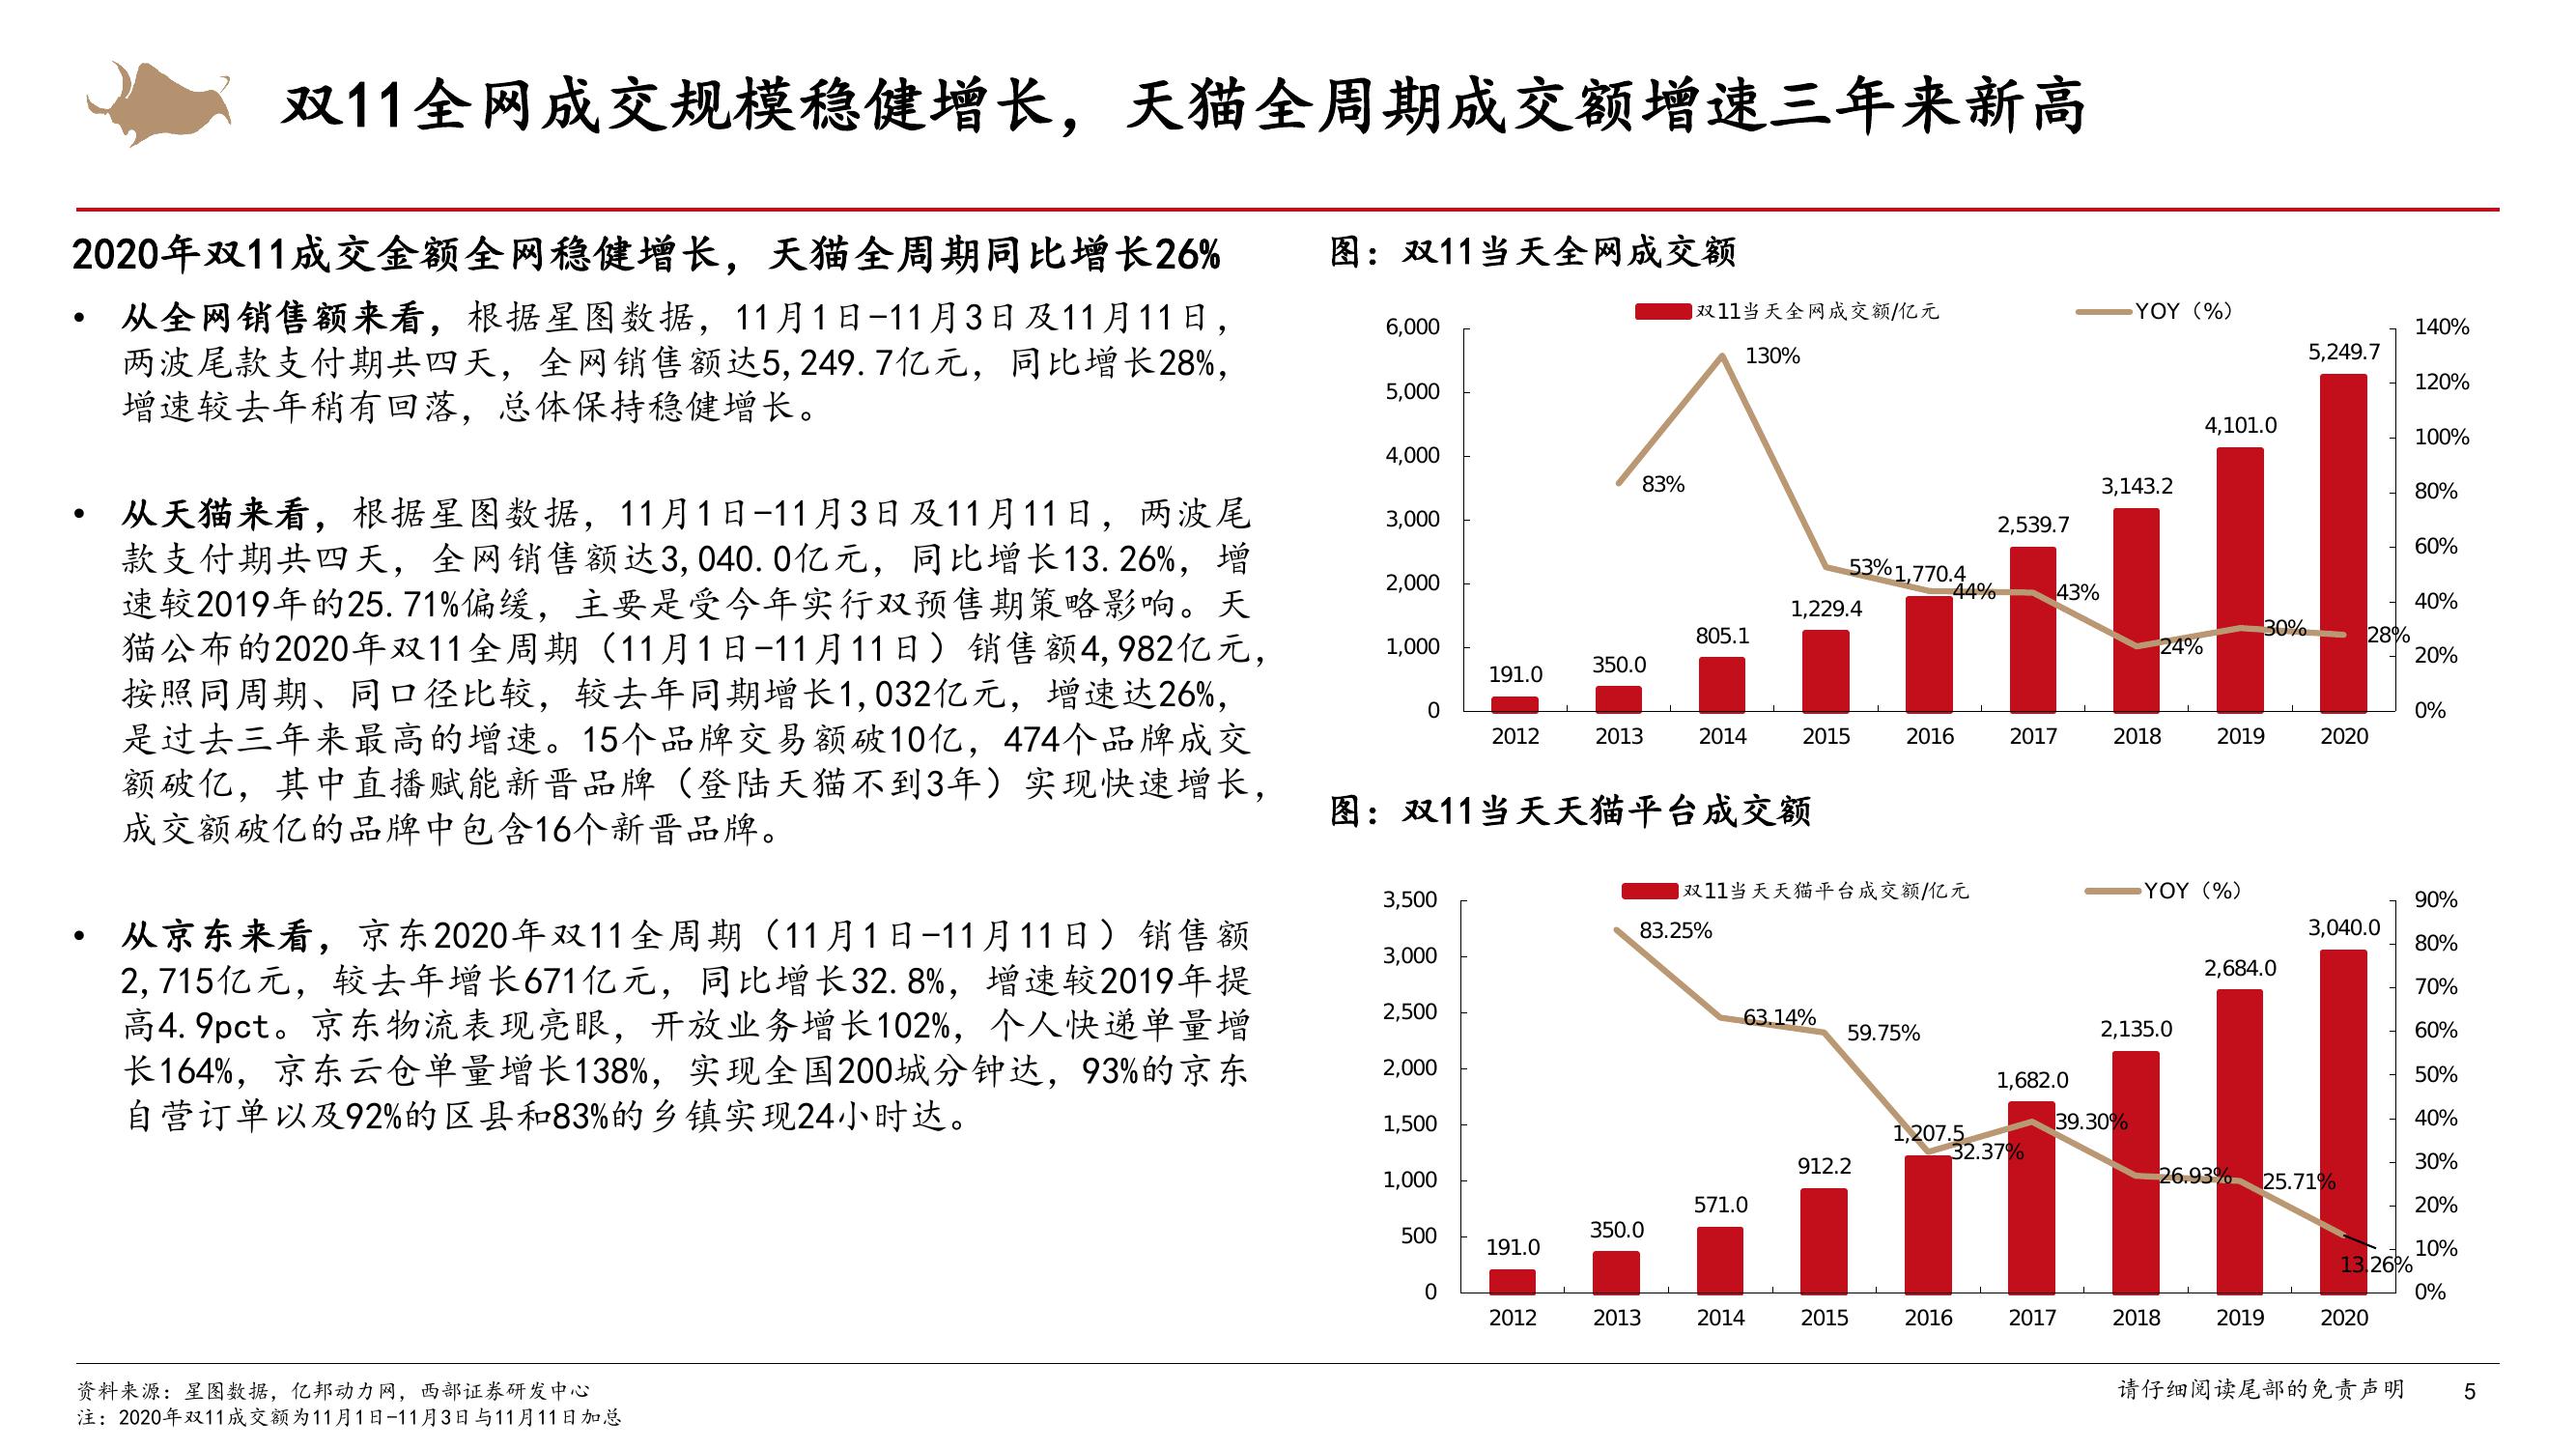 双11全网成交规模稳健增长，天猫全周期成交额增速三年来新高
2020年双11成交金额全网稳健增长，天猫全周期同比增长26%
• 从全网销售额来看，根据星图数据，11月1日-11月3日及11月11日，
两波尾款支付期共四天，全网销售额达5,249.7亿元，同比增长28%，
增速较去年稍有回落，总体保持稳健增长。
• 从天猫来看，根据星图数据，11月1日-11月3日及11月11日，两波尾
款支付期共四天，全网销售额达3,040.0亿元，同比增长13.26%，增
速较2019年的25.71%偏缓，主要是受今年实行双预售期策略影响。天
猫公布的2020年双11全周期（11月1日-11月11日）销售额4,982亿元，
按照同周期、同口径比较，较去年同期增长1,032亿元，增速达26%，
是过去三年来最高的增速。15个品牌交易额破10亿，474个品牌成交
额破亿，其中直播赋能新晋品牌（登陆天猫不到3年）实现快速增长，
成交额破亿的品牌中包含16个新晋品牌。
• 从京东来看，京东2020年双11全周期（11月1日-11月11日）销售额
2,715亿元，较去年增长671亿元，同比增长32.8%，增速较2019年提
高4.9pct。京东物流表现亮眼，开放业务增长102%，个人快递单量增
长164%，京东云仓单量增长138%，实现全国200城分钟达，93%的京东
自营订单以及92%的区县和83%的乡镇实现24小时达。
图：双11当天全网成交额
双11当天全网成交额/亿元 YOY（%）
6,000
5,000
4,000
3,000
2,000
1,000
0
140%
120%
100%
80%
60%
40%
20%
0%
191.0 350.0 805.1 1,229.4 1,770.4 2,539.7 3,143.2 4,101.0 5,249.7
83% 130% 53% 44% 43% 24% 30% 28%
2012 2013 2014 2015 2016 2017 2018 2019 2020
图：双11当天天猫平台成交额
双11当天天猫平台成交额/亿元 YOY（%）
3,500
3,000
2,500
2,000
1,500
1,000
500
0
90%
80%
70%
60%
50%
40%
30%
20%
10%
0%
191.0 350.0 571.0 912.2 1,207.5 1,682.0 2,135.0 2,684.0 3,040.0
83.25% 63.14% 59.75% 32.37% 39.30% 26.93% 25.71% 13.26%
2012 2013 2014 2015 2016 2017 2018 2019 2020
资料来源：星图数据，亿邦动力网，西部证券研发中心
注：2020年双11成交额为11月1日-11月3日与11月11日加总
请仔细阅读尾部的免责声明 5